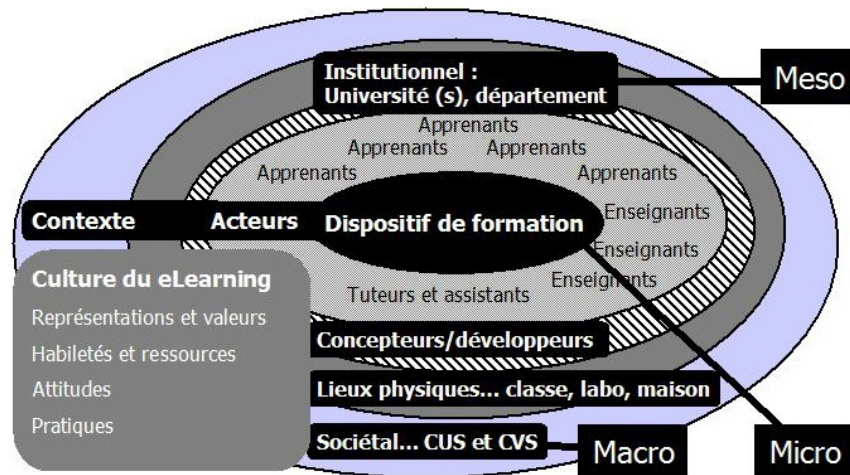 Institutionnel :
Université (s), département
Meso
Apprenants
Apprenants
Apprenants
Apprenants
Apprenants
Contexte
Acteurs
Dispositif de formation
Enseignants
Enseignants
Enseignants
Culture du eLearning
Représentations et valeurs
Habiletés et ressources
Attitudes
Pratiques
Tuteurs et assistants
Concepteurs/développeurs
Lieux physiques... classe, labo, maison
Sociétal... CUS et CVS
Macro
Micro